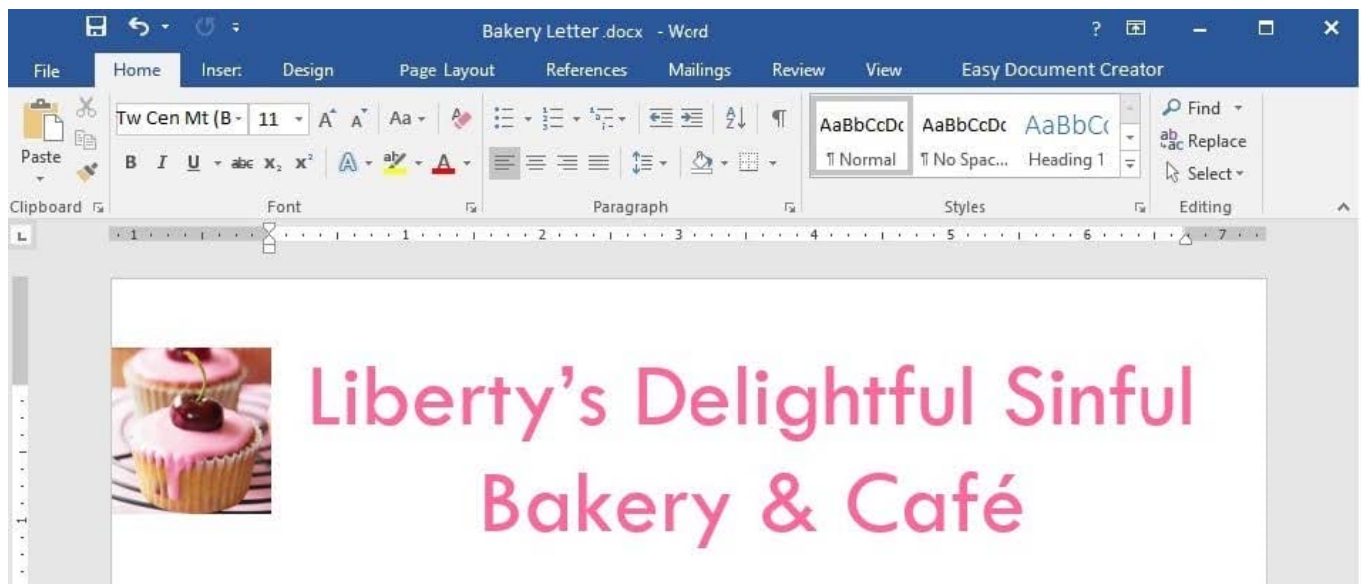 Bakery Letter .docx - Word
?
File Home Insert Design Page Layout References Mailings Review View Easy Document Creator
Paste
Tw Cen Mt (B 11 A A Aa
B I U abc X₂ X² A ab A
AaBbCcDc AaBbCcDc AaBbC
¶ Normal ¶ No Spac... Heading 1
Find
Replace
Select
Clipboard Font Paragraph Styles Editing
L
1 1 2 3 4 5 6 7
Liberty's Delightful Sinful
Bakery & Café
1